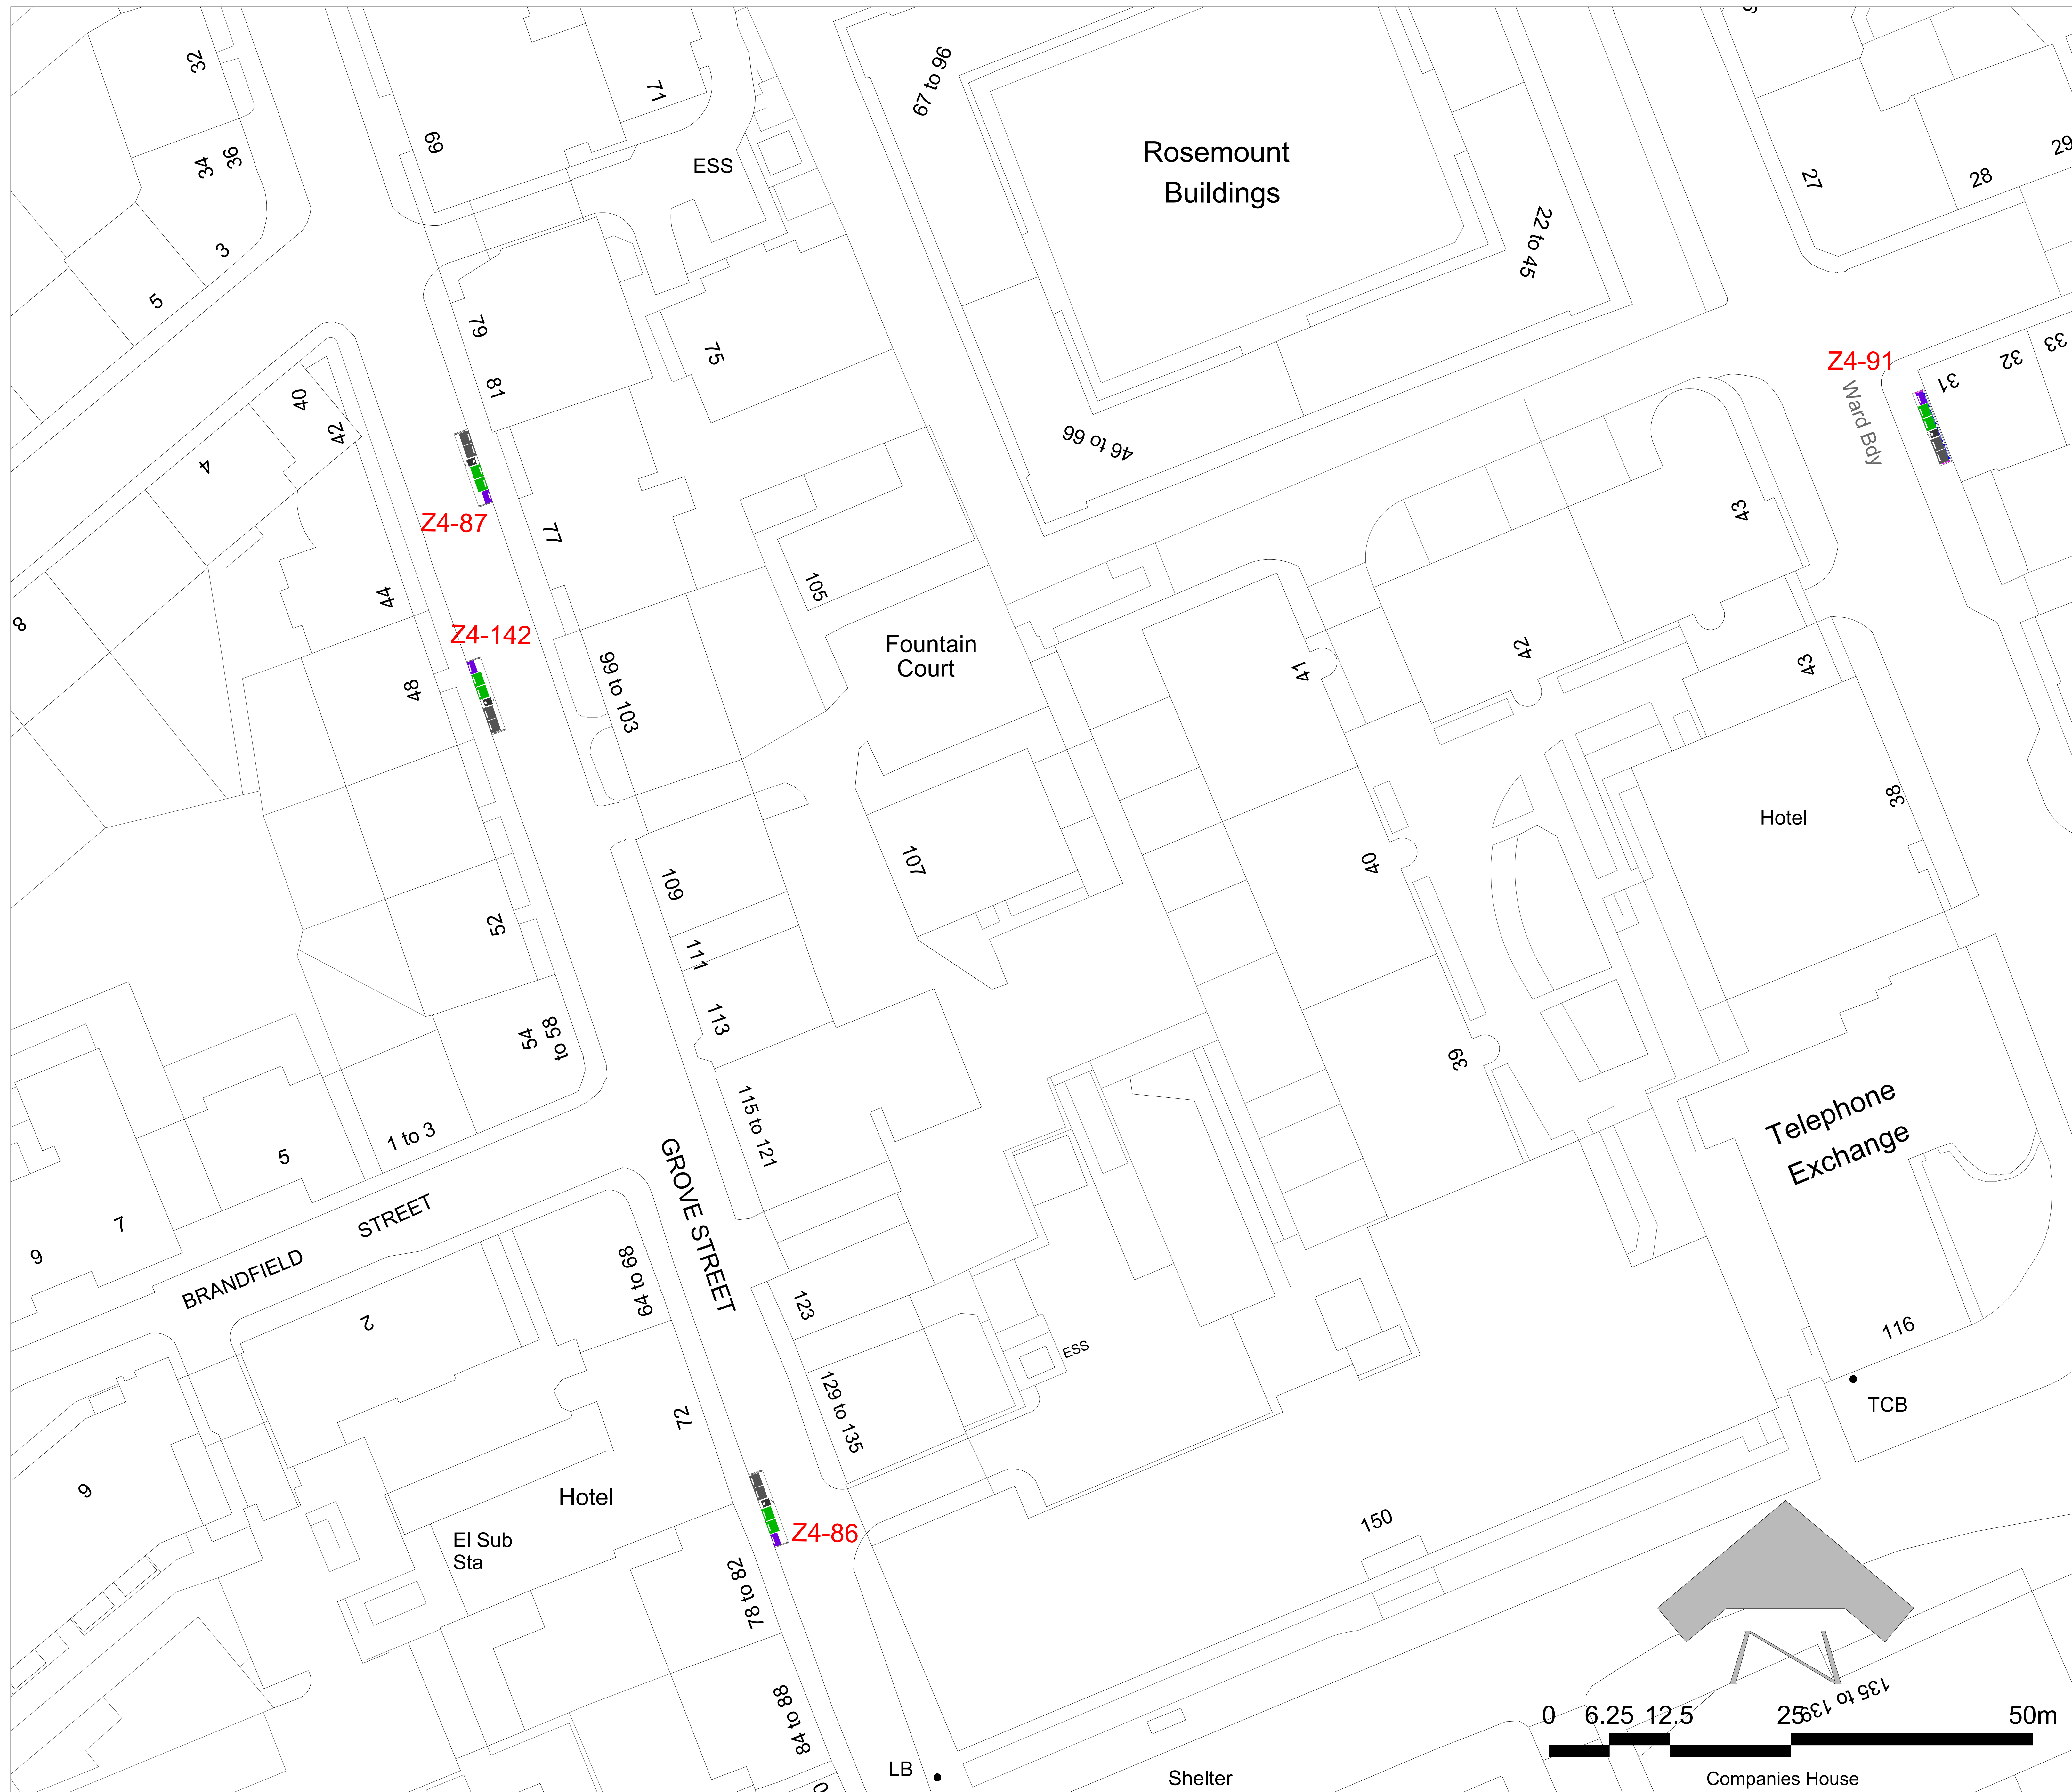 32
71
69
67 to 96
34
36
ESS
Rosemount
Buildings
27
28
29
3
5
22 to 45
79
75
81
Z4-91
31
32
33
Ward Bdy
40
42
4
46 to 66
Z4-87
77
43
105
44
8
Z4-142
Fountain
Court
99 to 103
48
41
42
43
38
Hotel
107
40
109
52
111
113
54
to 58
39
115 to 121
1 to 3
5
Telephone
Exchange
GROVE STREET
BRANDFIELD STREET
7
9
64 to 68
123
2
ESS
116
TCB
129 to 135
72
9
Hotel
El Sub
Sta
Z4-86
150
78 to 82
84 to 88
135 to 139
0 6.25 12.5 25 50m
LB
Shelter
Companies House